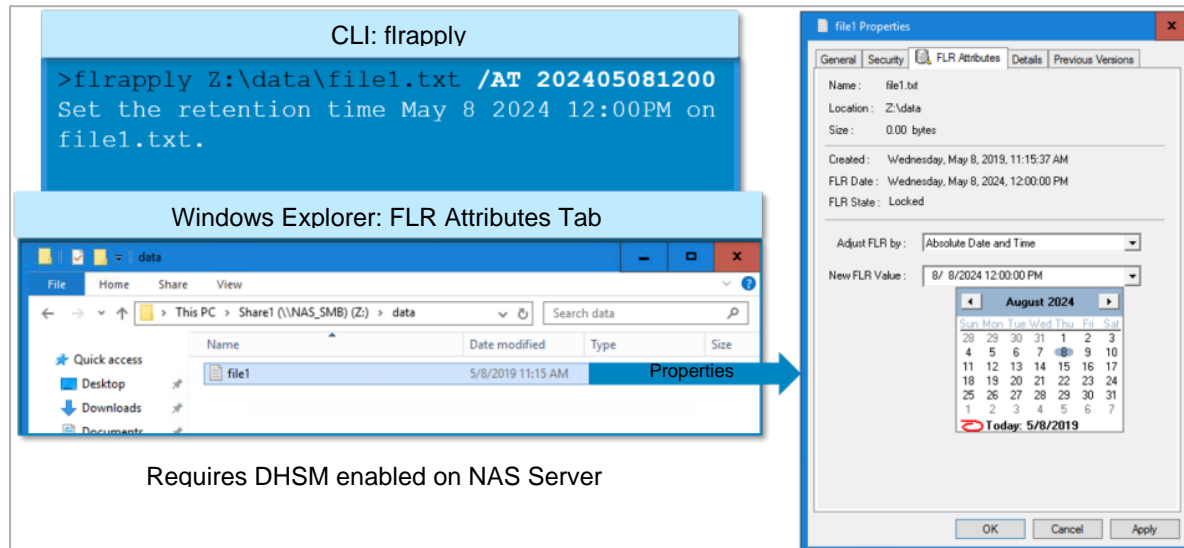 CLI: flrapply
>flrapply Z:\data\file1.txt /AT 202405081200
Set the retention time May 8 2024 12:00PM on
file1.txt.
Windows Explorer: FLR Attributes Tab
data
File Home Share View
This PC > Share1 (\\NAS_SMB) (Z:) > data
Search data
Name Date modified Type Size
Quick access
Desktop
Downloads
Documents
file1 5/8/2019 11:15 AM
Properties
Requires DHSM enabled on NAS Server
file1 Properties
General Security FLR Attributes Details Previous Versions
Name : file1.txt
Location : Z:\data
Size : 0.00 bytes
Created : Wednesday, May 8, 2019, 11:15:37 AM
FLR Date : Wednesday, May 8, 2024, 12:00:00 PM
FLR State : Locked
Adjust FLR by : Absolute Date and Time
New FLR Value : 8/ 8/2024 12:00:00 PM
August 2024
Sun Mon Tue Wed Thu Fri Sat
28 29 30 31 1 2 3
4 5 6 7 8 9 10
11 12 13 14 15 16 17
18 19 20 21 22 23 24
25 26 27 28 29 30 31
1 2 3 4 5 6 7
Today: 5/8/2019
OK Cancel Apply